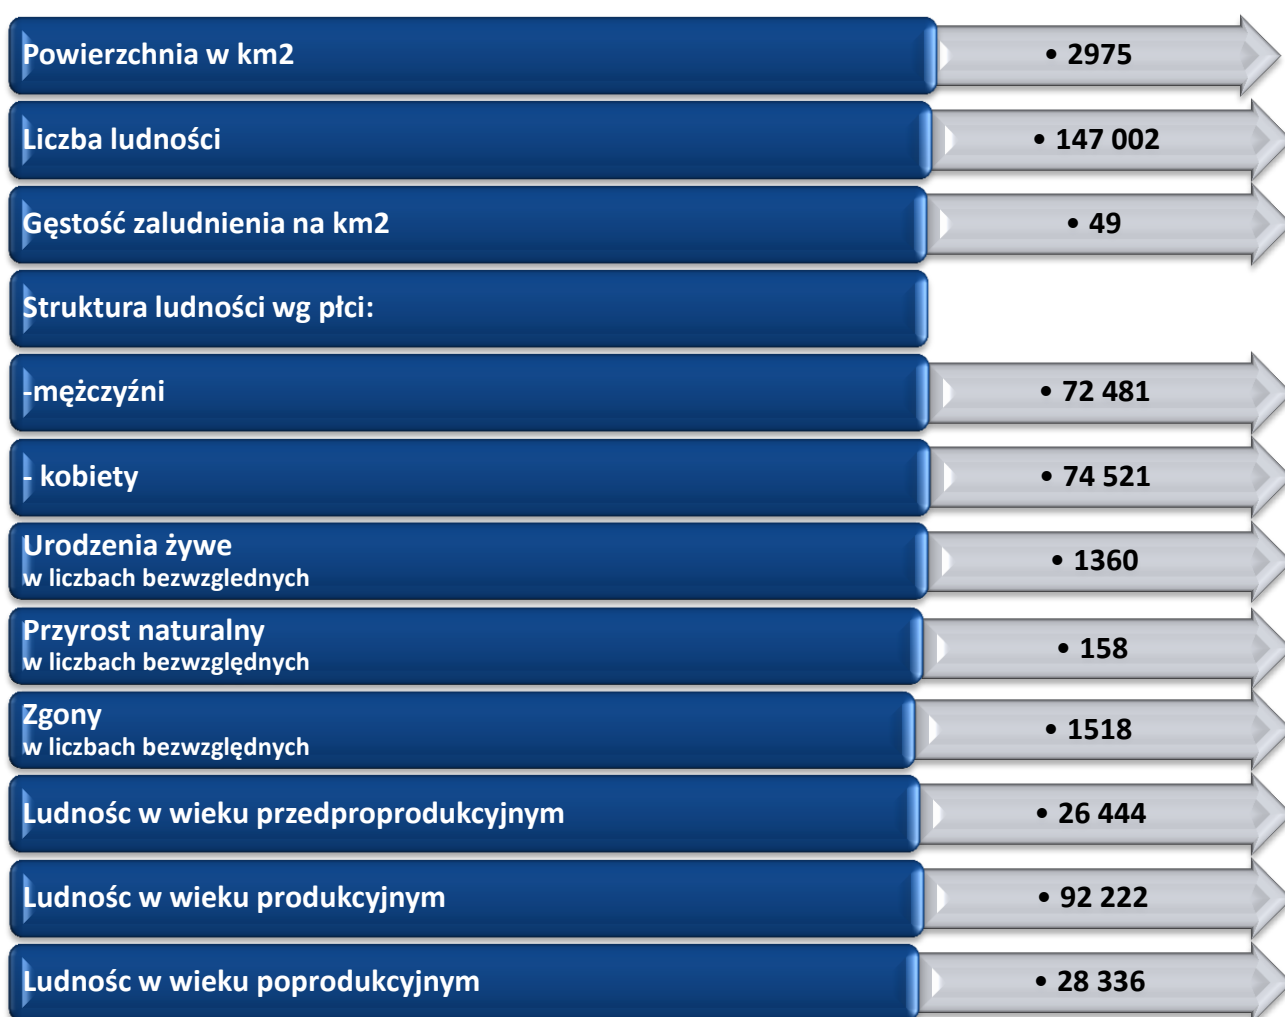 Powierzchnia w km2
• 2975
Liczba ludności
• 147 002
Gęstość zaludnienia na km2
• 49
Struktura ludności wg płci:
-mężczyźni
• 72 481
- kobiety
• 74 521
Urodzenia żywe
w liczbach bezwzglednych
• 1360
Przyrost naturalny
w liczbach bezwzględnych
• 158
Zgony
w liczbach bezwzględnych
• 1518
Ludnośc w wieku przedproprodukcyjnym
• 26 444
Ludnośc w wieku produkcyjnym
• 92 222
Ludnośc w wieku poprodukcyjnym
• 28 336